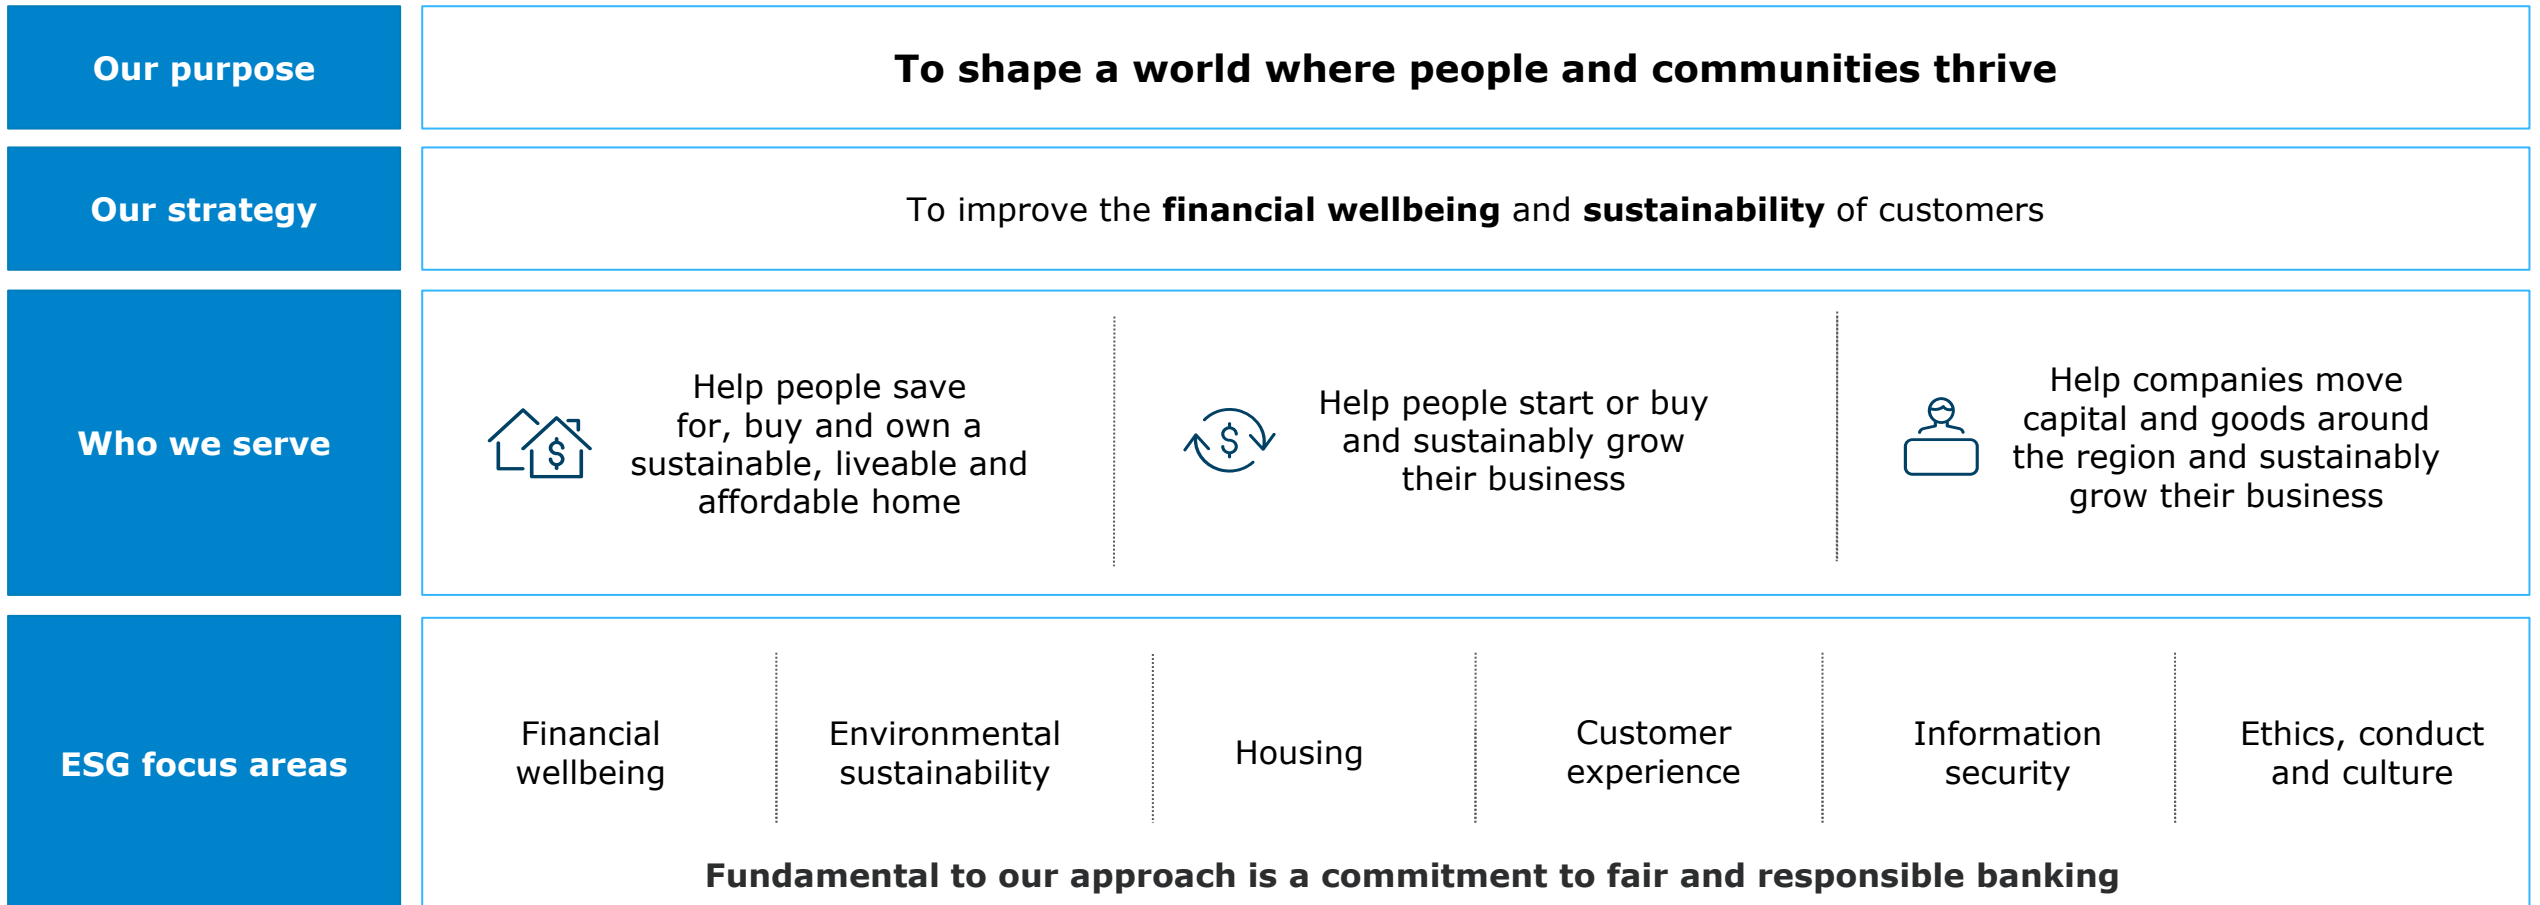 Our purpose
To shape a world where people and communities thrive
Our strategy
To improve the financial wellbeing and sustainability of customers
Who we serve
Help people save
for, buy and own a
sustainable, liveable and
affordable home
Help people start or buy
and sustainably grow
their business
Help companies move
capital and goods around
the region and sustainably
grow their business
ESG focus areas
Financial
wellbeing
Environmental
sustainability
Housing
Customer
experience
Information
security
Ethics, conduct
and culture
Fundamental to our approach is a commitment to fair and responsible banking